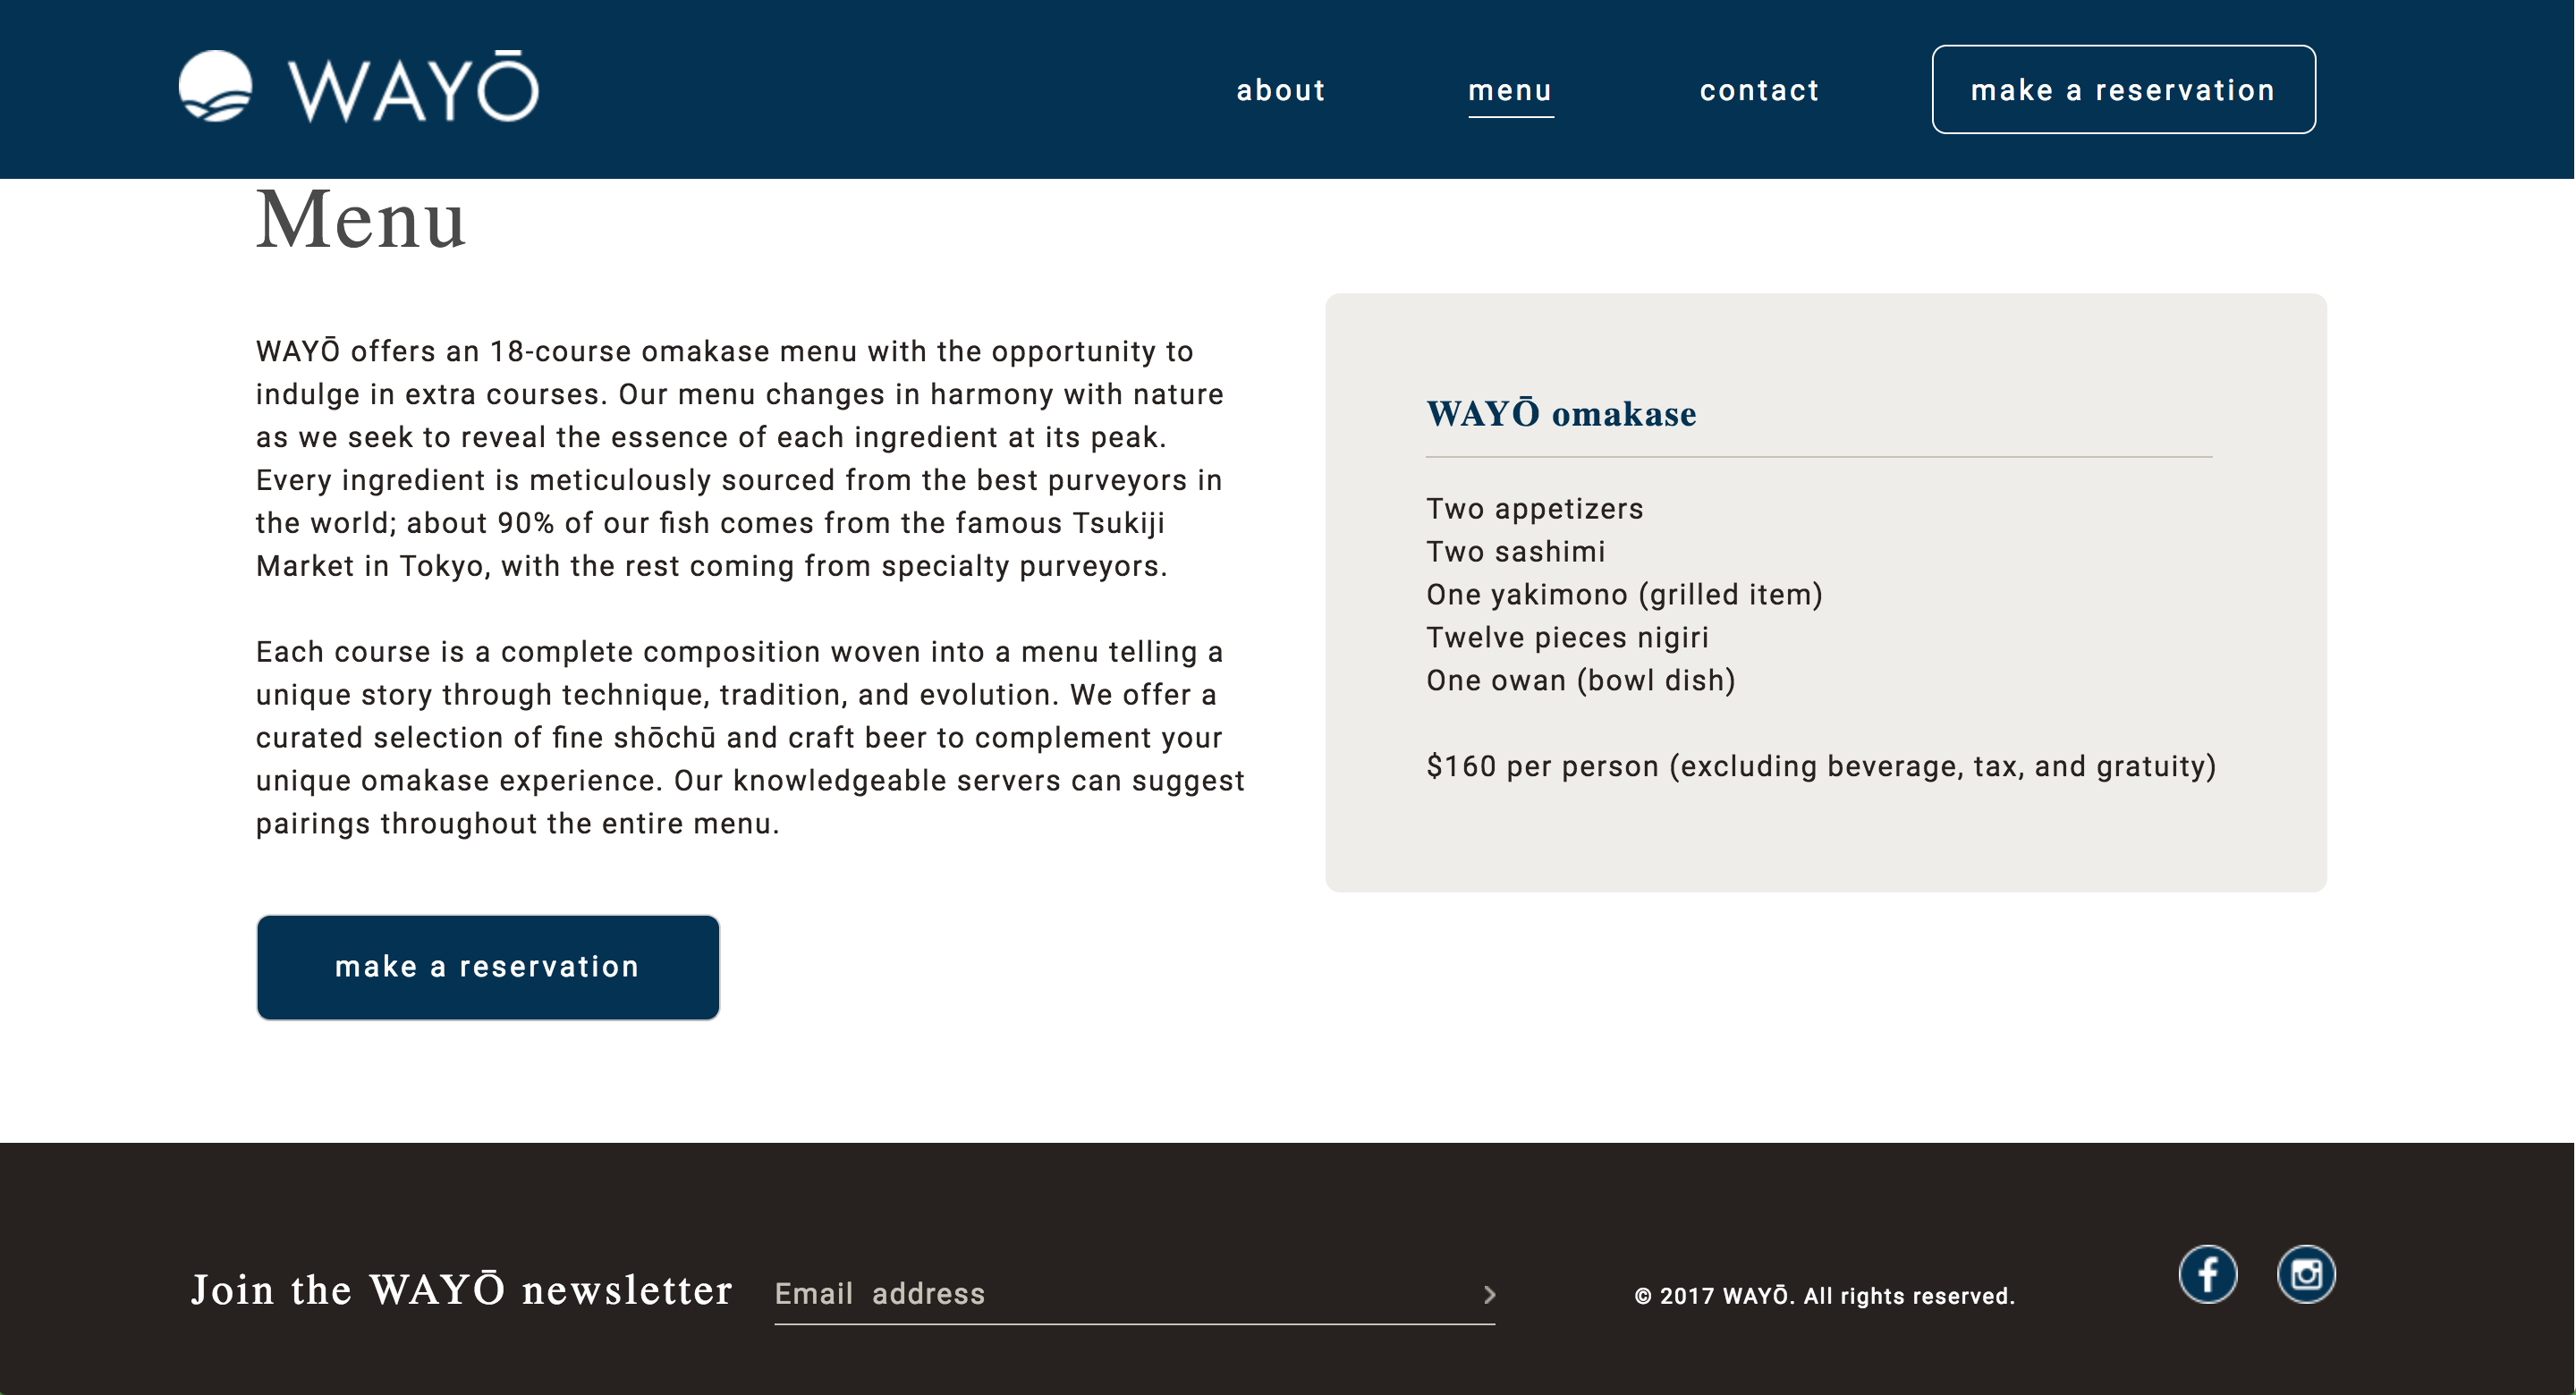 WAYŌ
about
menu
contact
make a reservation
Menu
WAYŌ offers an 18-course omakase menu with the opportunity to
indulge in extra courses. Our menu changes in harmony with nature
as we seek to reveal the essence of each ingredient at its peak.
Every ingredient is meticulously sourced from the best purveyors in
the world; about 90% of our fish comes from the famous Tsukiji
Market in Tokyo, with the rest coming from specialty purveyors.
Each course is a complete composition woven into a menu telling a
unique story through technique, tradition, and evolution. We offer a
curated selection of fine shōchū and craft beer to complement your
unique omakase experience. Our knowledgeable servers can suggest
pairings throughout the entire menu.
make a reservation
WAYŌ omakase
Two appetizers
Two sashimi
One yakimono (grilled item)
Twelve pieces nigiri
One owan (bowl dish)
$160 per person (excluding beverage, tax, and gratuity)
Join the WAYŌ newsletter
Email address
© 2017 WAYŌ. All rights reserved.